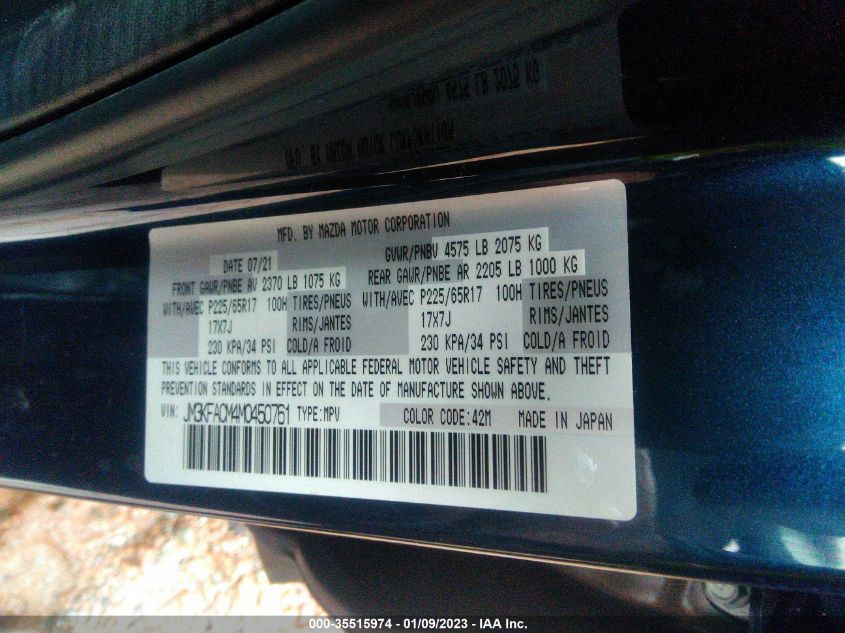 MFD. BY MAZDA MOTOR CORPORATION
DATE 07/21 GVWR/PNBV 4575 LB 2075 KG
FRONT GAWR/PNBE AV 2370 LB 1075 KG REAR GAWR/PNBE AR 2205 LB 1000 KG
WITH/AVEC P225/65R17 100H TIRES/PNEUS WITH/AVEC P225/65R17 100H TIRES/PNEUS
17X7J RIMS/JANTES 17X7J RIMS/JANTES
230 KPA/34 PSI COLD/A FROID 230 KPA/34 PSI COLD/A FROID
THIS VEHICLE CONFORMS TO ALL APPLICABLE FEDERAL MOTOR VEHICLE SAFETY AND THEFT
PREVENTION STANDARDS IN EFFECT ON THE DATE OF MANUFACTURE SHOWN ABOVE.
VIN: JM3KFACM4M0450761 TYPE:MPV COLOR CODE:42M MADE IN JAPAN
000-35515974 - 01/09/2023 - IAA Inc.